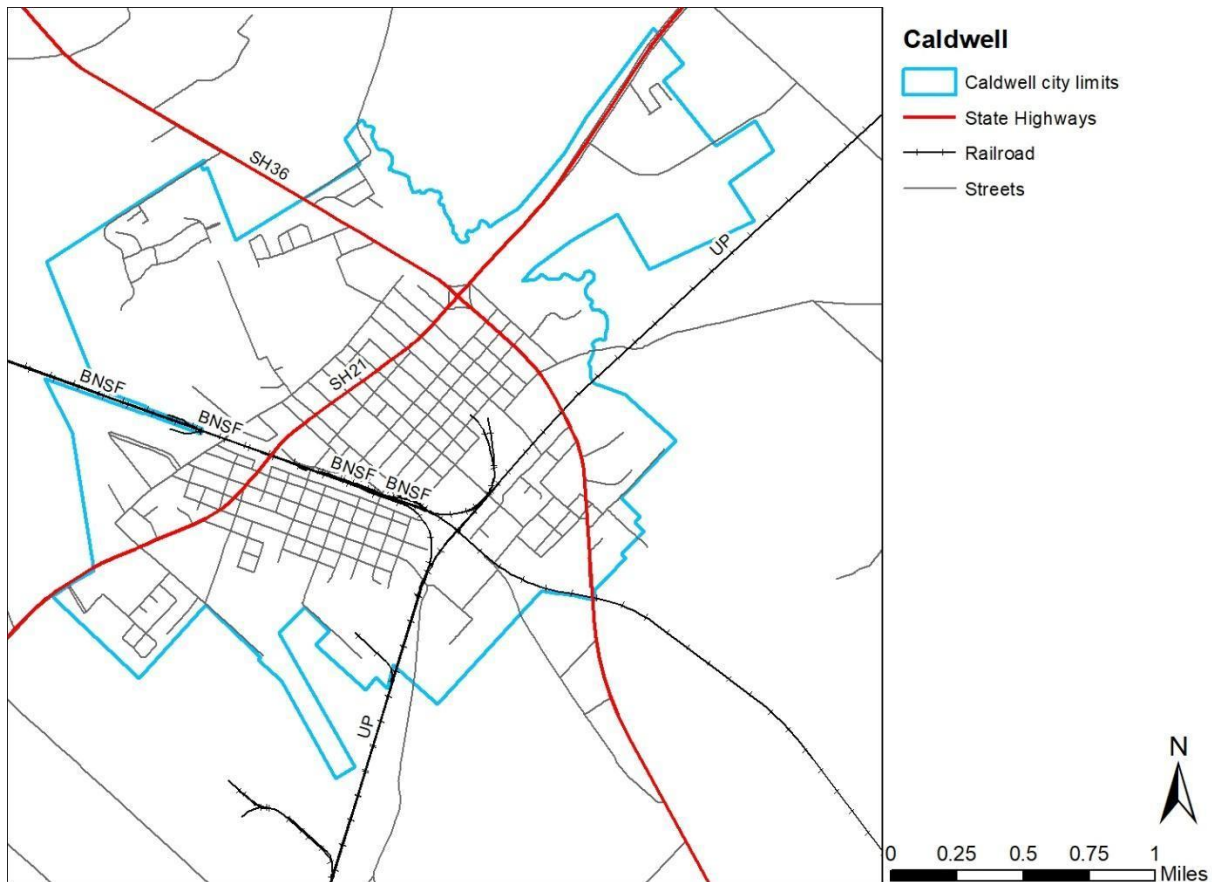 Caldwell
Caldwell city limits
State Highways
Railroad
Streets
SH36
UP
SH21
BNSF
BNSF
BNSF
BNSF
UP
N
0 0.25 0.5 0.75 1
Miles